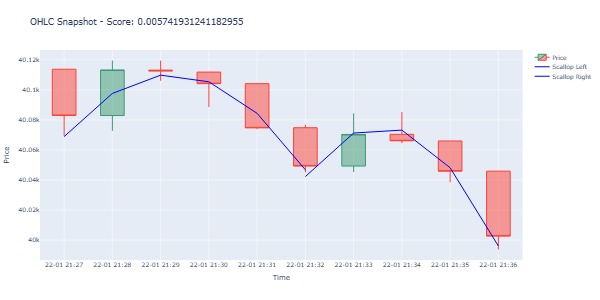 OHLC Snapshot - Score: 0.005741931241182955
40.12k
40.1k
40.08k
40.06k
40.04k
40.02k
40k
Price
22-01 21:27
22-01 21:28
22-01 21:29
22-01 21:30
22-01 21:31
22-01 21:32
22-01 21:33
22-01 21:34
22-01 21:35
22-01 21:36
Time
Price
Scallop Left
Scallop Right